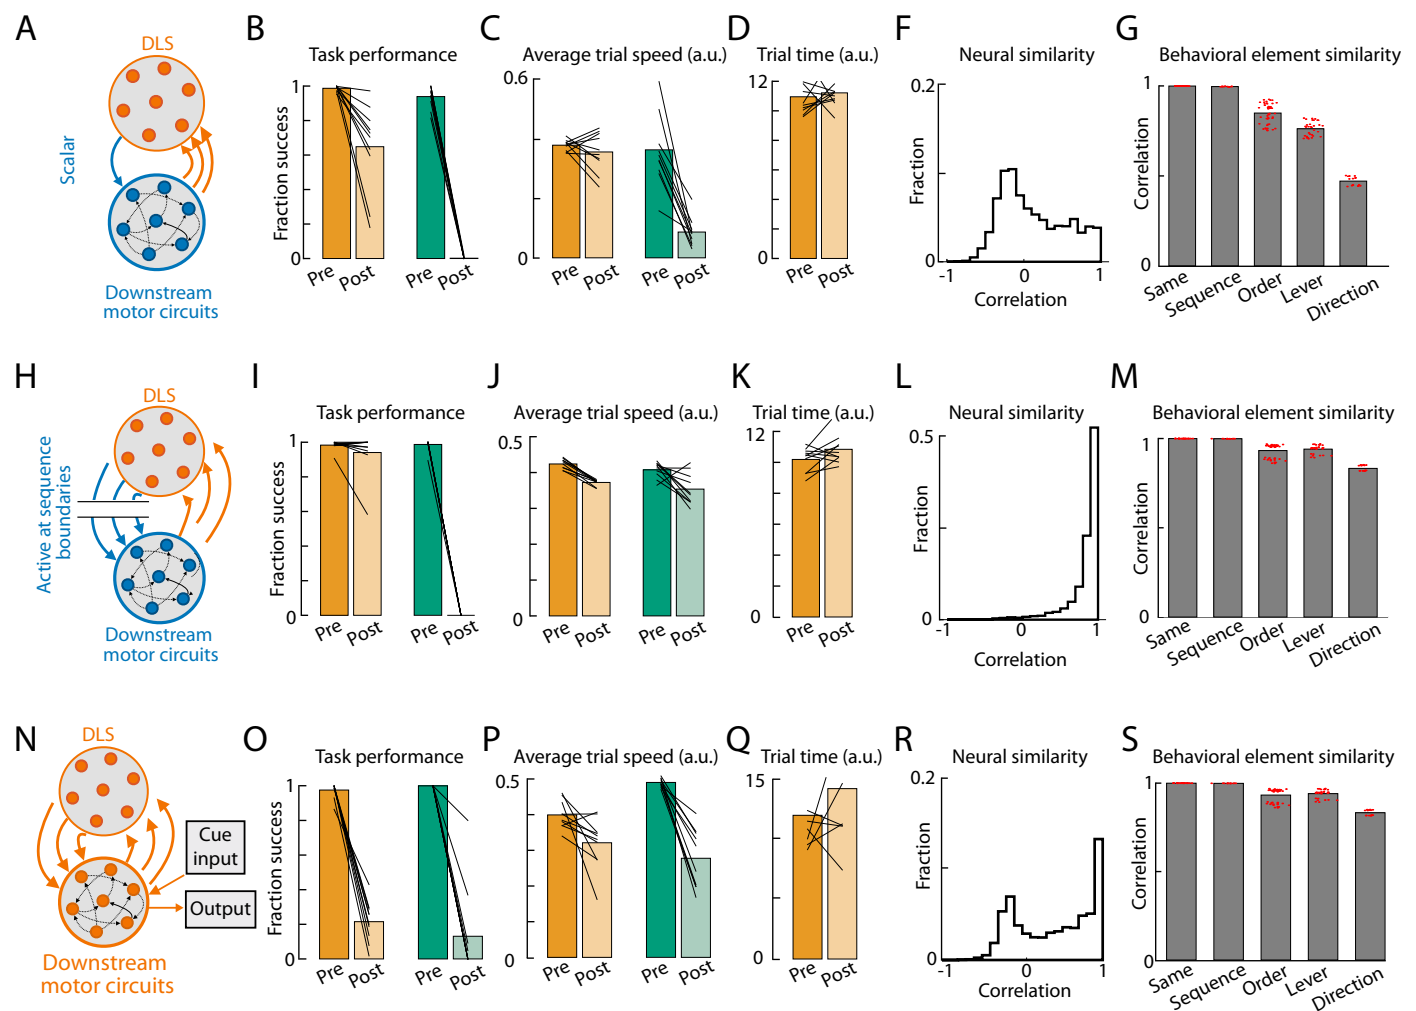 A
DLS
Scalar
Downstream
motor circuits
B
Task performance
Fraction success
1
0
Pre
Post
Pre
Post
C
Average trial speed (a.u.)
0.6
0
Pre
Post
Pre
Post
D
Trial time (a.u.)
12
0
Pre
Post
F
Neural similarity
Fraction
0.2
0
-1
0
1
Correlation
G
Behavioral element similarity
Correlation
1
0
Same
Sequence
Order
Lever
Direction
H
DLS
Active at sequence
boundaries
Downstream
motor circuits
I
Task performance
Fraction success
1
0
Pre
Post
Pre
Post
J
Average trial speed (a.u.)
0.5
0
Pre
Post
Pre
Post
K
Trial time (a.u.)
12
0
Pre
Post
L
Neural similarity
Fraction
0.5
0
-1
0
1
Correlation
M
Behavioral element similarity
Correlation
1
0
Same
Sequence
Order
Lever
Direction
N
DLS
Cue
input
Output
Downstream
motor circuits
O
Task performance
Fraction success
1
0
Pre
Post
Pre
Post
P
Average trial speed (a.u.)
0.5
0
Pre
Post
Pre
Post
Q
Trial time (a.u.)
15
0
Pre
Post
R
Neural similarity
Fraction
0.2
0
-1
0
1
Correlation
S
Behavioral element similarity
Correlation
1
0
Same
Sequence
Order
Lever
Direction